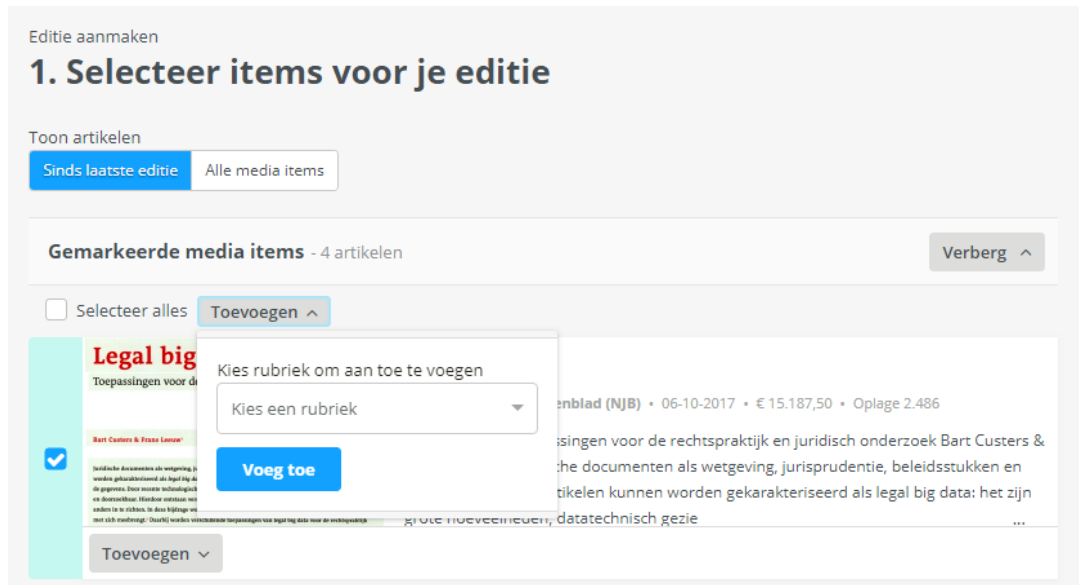 Editie aanmaken
1. Selecteer items voor je editie
Toon artikelen
Sinds laatste editie Alle media items
Gemarkeerde media items - 4 artikelen Verberg
Selecteer alles Toevoegen
Legal big
Toepassingen voor de
Kies rubriek om aan toe te voegen
Kies een rubriek
enblad (NJB) • 06-10-2017 • € 15.187,50 • Oplage 2.486
Bart Custers & Frans Leeuw
singen voor de rechtspraktijk en juridisch onderzoek Bart Custers &
Voeg toe
he documenten als wetgeving, jurisprudentie, beleidsstukken en
tikelen kunnen worden gekarakteriseerd als legal big data: het zijn
grote hoeveelheden, datatechnisch gezie ...
Toevoegen